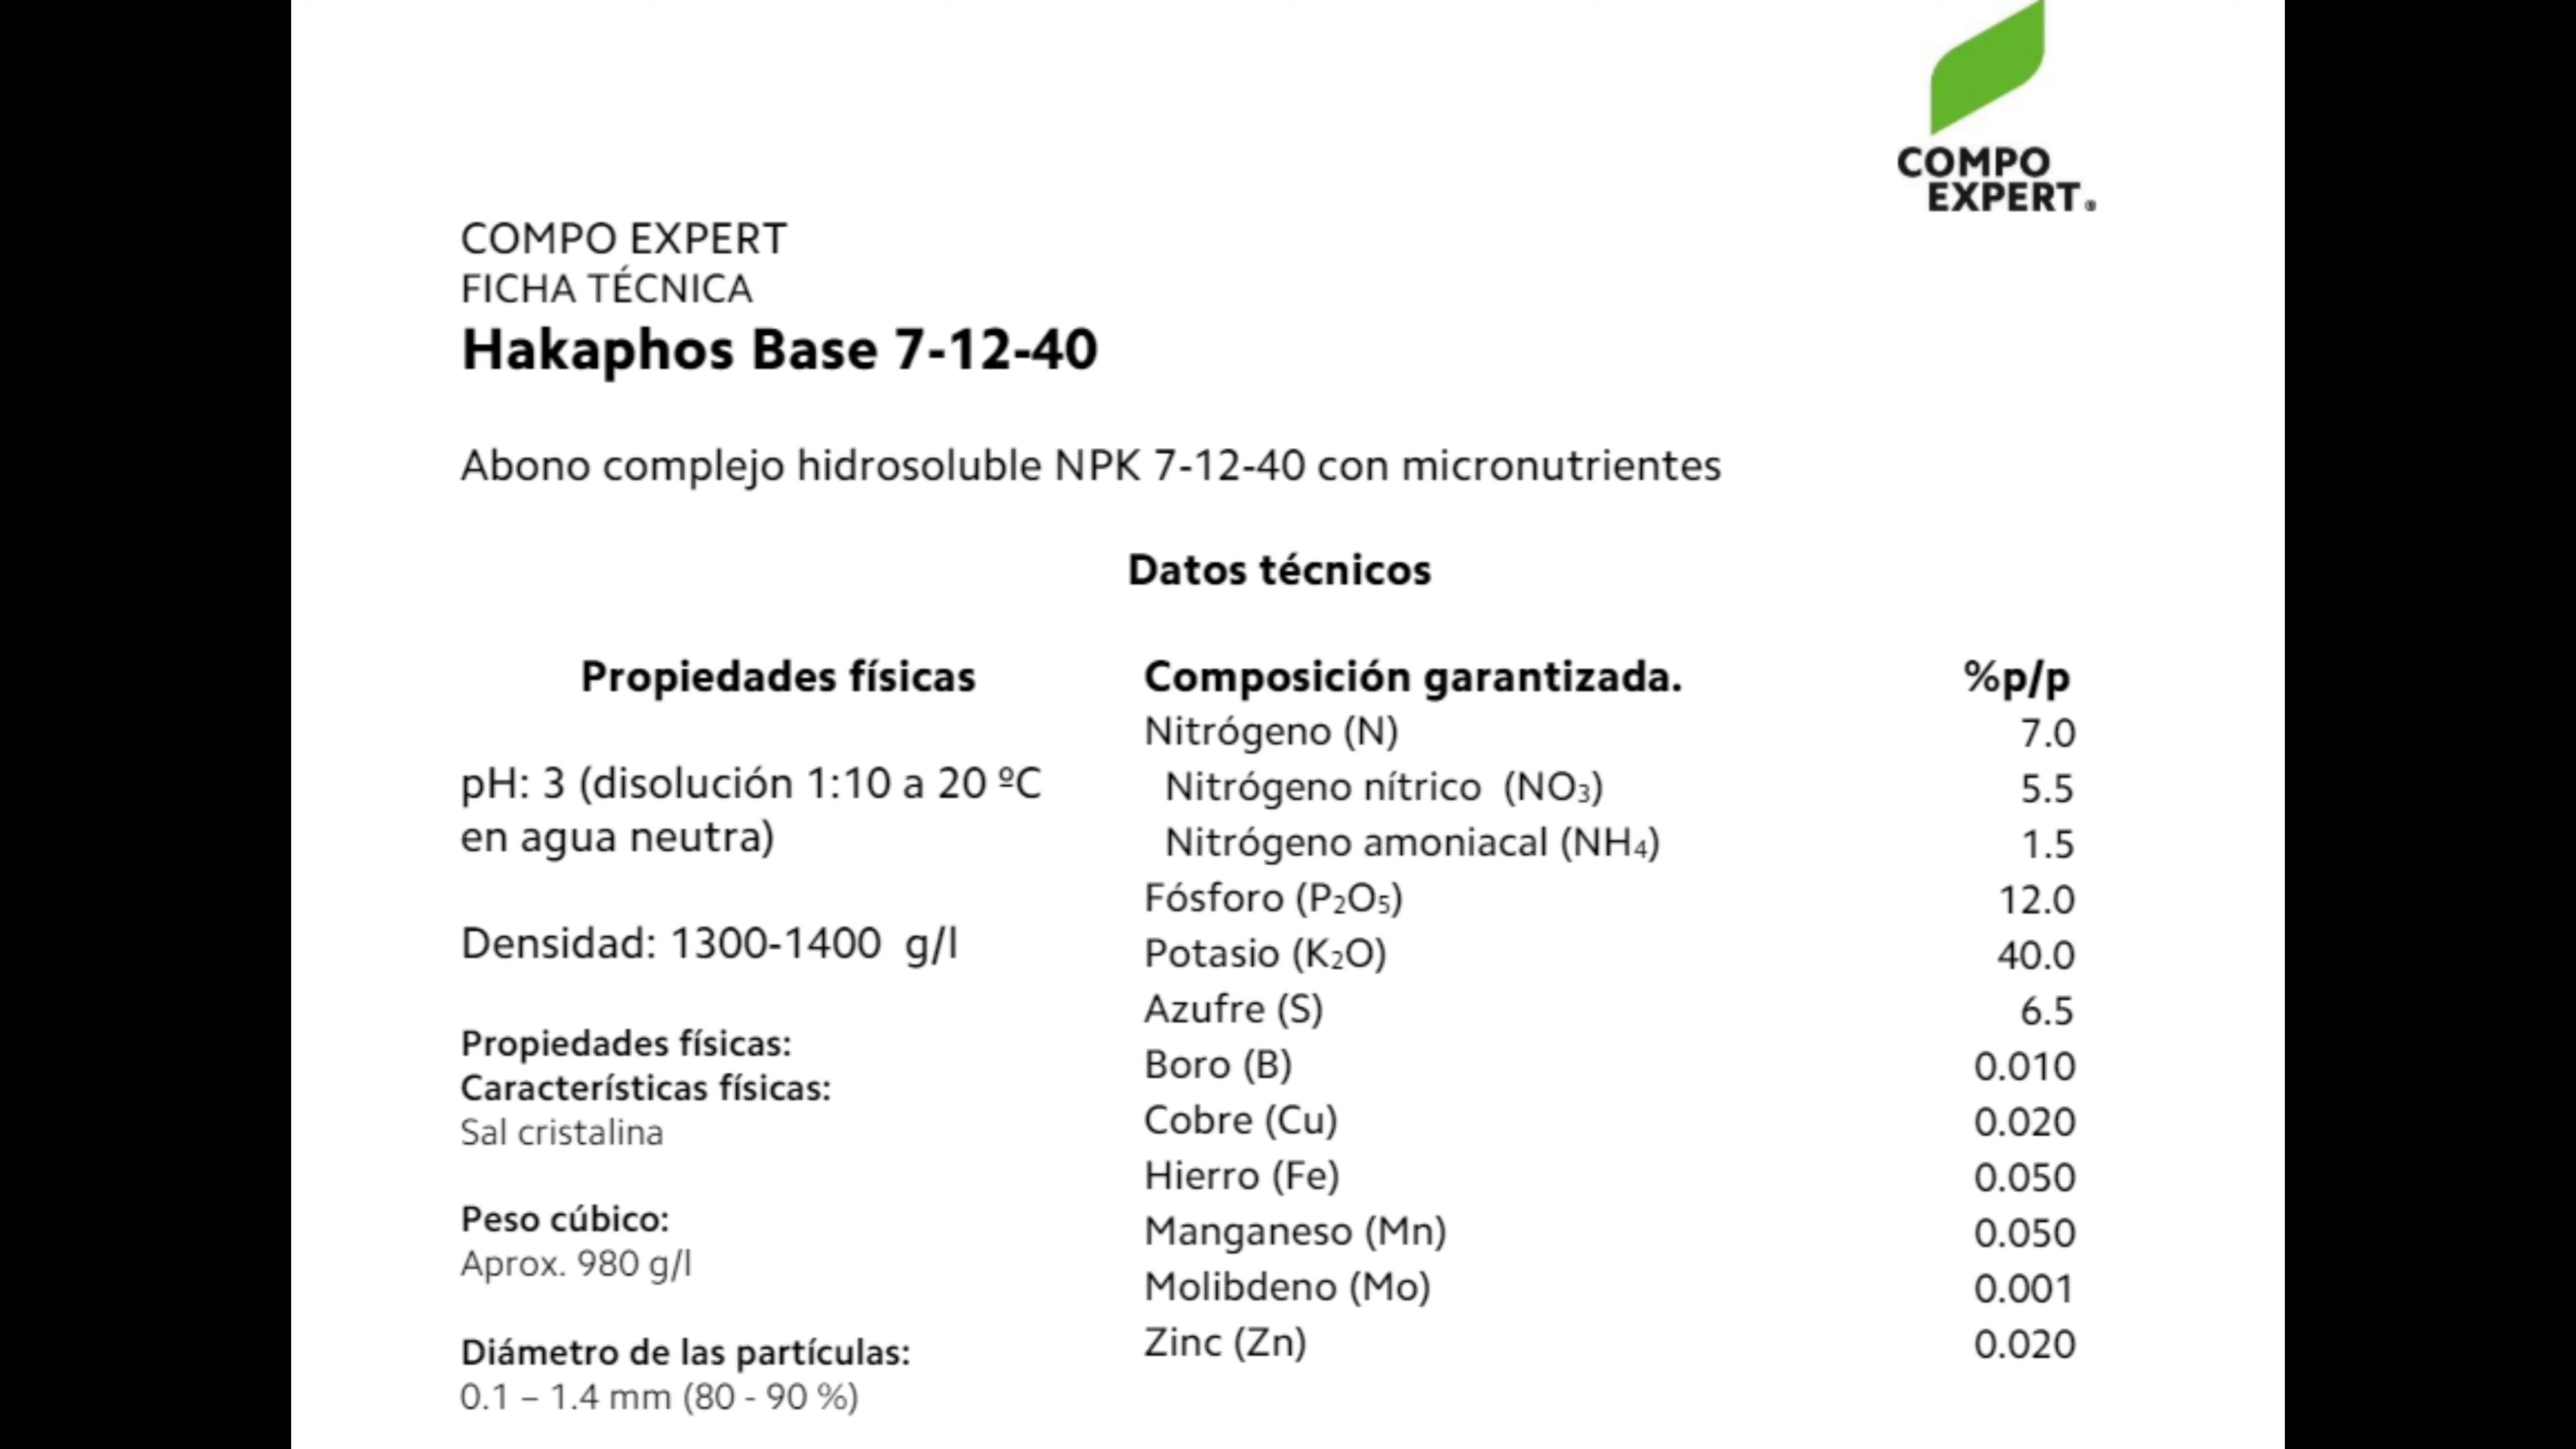 COMPO
EXPERT®
COMPO EXPERT
FICHA TÉCNICA
Hakaphos Base 7-12-40
Abono complejo hidrosoluble NPK 7-12-40 con micronutrientes
Datos técnicos
Propiedades físicas
pH: 3 (disolución 1:10 a 20 ºC
en agua neutra)
Densidad: 1300-1400 g/l
Propiedades físicas:
Características físicas:
Sal cristalina
Peso cúbico:
Aprox. 980 g/l
Diámetro de las partículas:
0.1 – 1.4 mm (80 - 90 %)
Composición garantizada. %p/p
Nitrógeno (N) 7.0
Nitrógeno nítrico (NO₃) 5.5
Nitrógeno amoniacal (NH₄) 1.5
Fósforo (P₂O₅) 12.0
Potasio (K₂O) 40.0
Azufre (S) 6.5
Boro (B) 0.010
Cobre (Cu) 0.020
Hierro (Fe) 0.050
Manganeso (Mn) 0.050
Molibdeno (Mo) 0.001
Zinc (Zn) 0.020